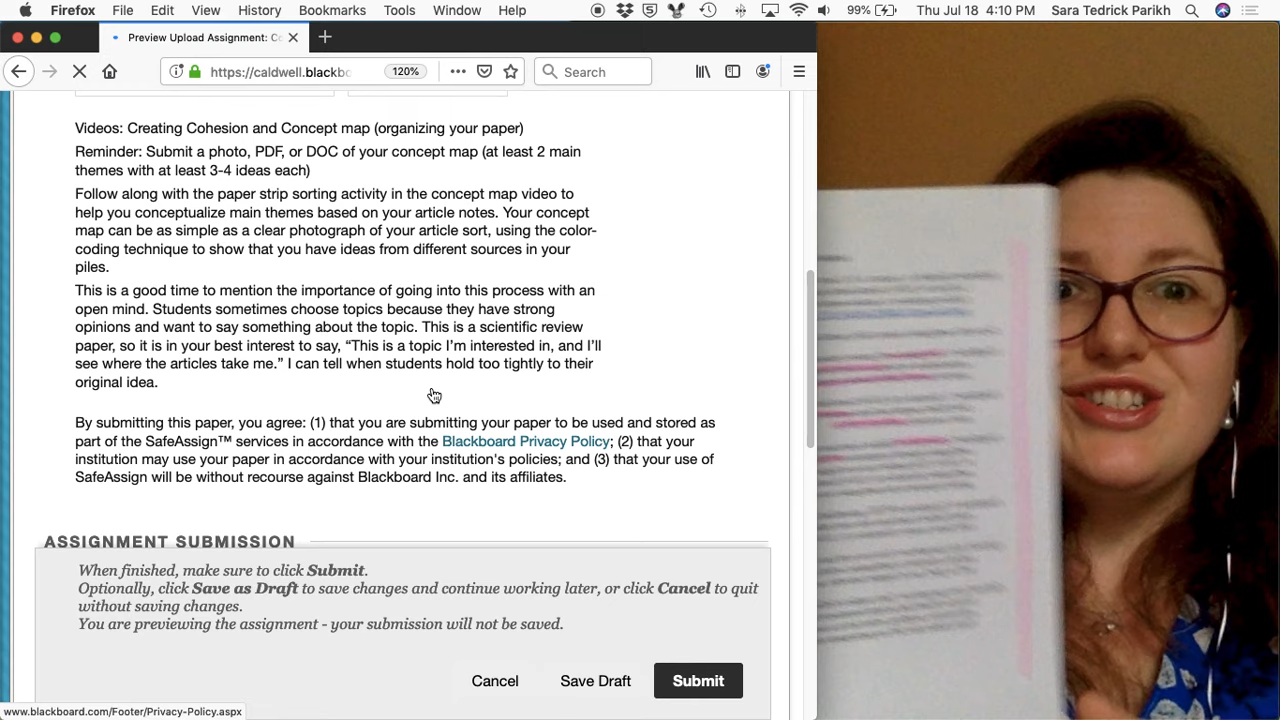 Firefox File Edit View History Bookmarks Tools Window Help 99% Thu Jul 18 4:10 PM Sara Tedrick Parikh
Preview Upload Assignment: C
https://caldwell.blackb 120% Search
Videos: Creating Cohesion and Concept map (organizing your paper)
Reminder: Submit a photo, PDF, or DOC of your concept map (at least 2 main
themes with at least 3-4 ideas each)
Follow along with the paper strip sorting activity in the concept map video to
help you conceptualize main themes based on your article notes. Your concept
map can be as simple as a clear photograph of your article sort, using the color-
coding technique to show that you have ideas from different sources in your
piles.
This is a good time to mention the importance of going into this process with an
open mind. Students sometimes choose topics because they have strong
opinions and want to say something about the topic. This is a scientific review
paper, so it is in your best interest to say, “This is a topic I’m interested in, and I’ll
see where the articles take me.” I can tell when students hold too tightly to their
original idea.
By submitting this paper, you agree: (1) that you are submitting your paper to be used and stored as
part of the SafeAssign™ services in accordance with the Blackboard Privacy Policy; (2) that your
institution may use your paper in accordance with your institution's policies; and (3) that your use of
SafeAssign will be without recourse against Blackboard Inc. and its affiliates.
ASSIGNMENT SUBMISSION
When finished, make sure to click Submit.
Optionally, click Save as Draft to save changes and continue working later, or click Cancel to quit
without saving changes.
You are previewing the assignment - your submission will not be saved.
Cancel Save Draft Submit
www.blackboard.com/Footer/Privacy-Policy.aspx